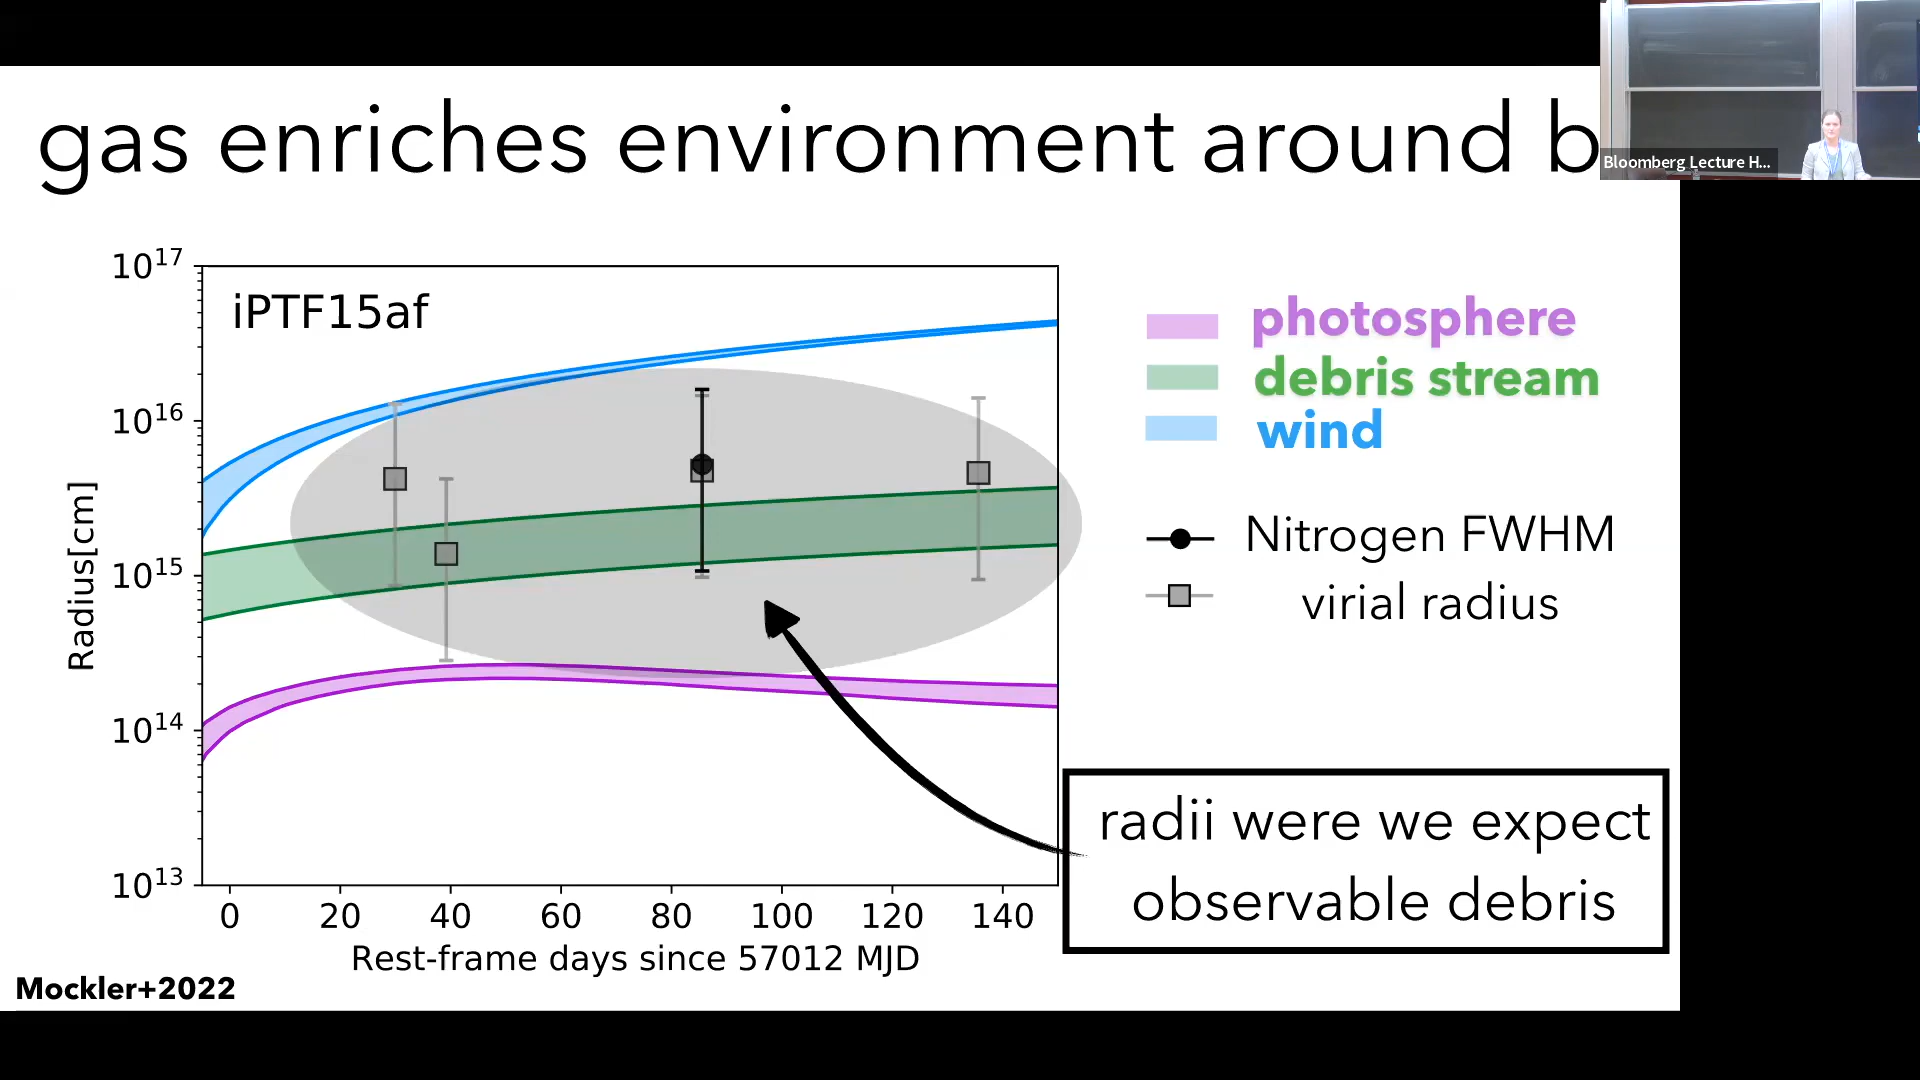 gas enriches environment around b
Bloomberg Lecture H...
iPTF15af
10^17
10^16
10^15
10^14
10^13
Radius[cm]
0 20 40 60 80 100 120 140
Rest-frame days since 57012 MJD
photosphere
debris stream
wind
Nitrogen FWHM
virial radius
radii were we expect
observable debris
Mockler+2022